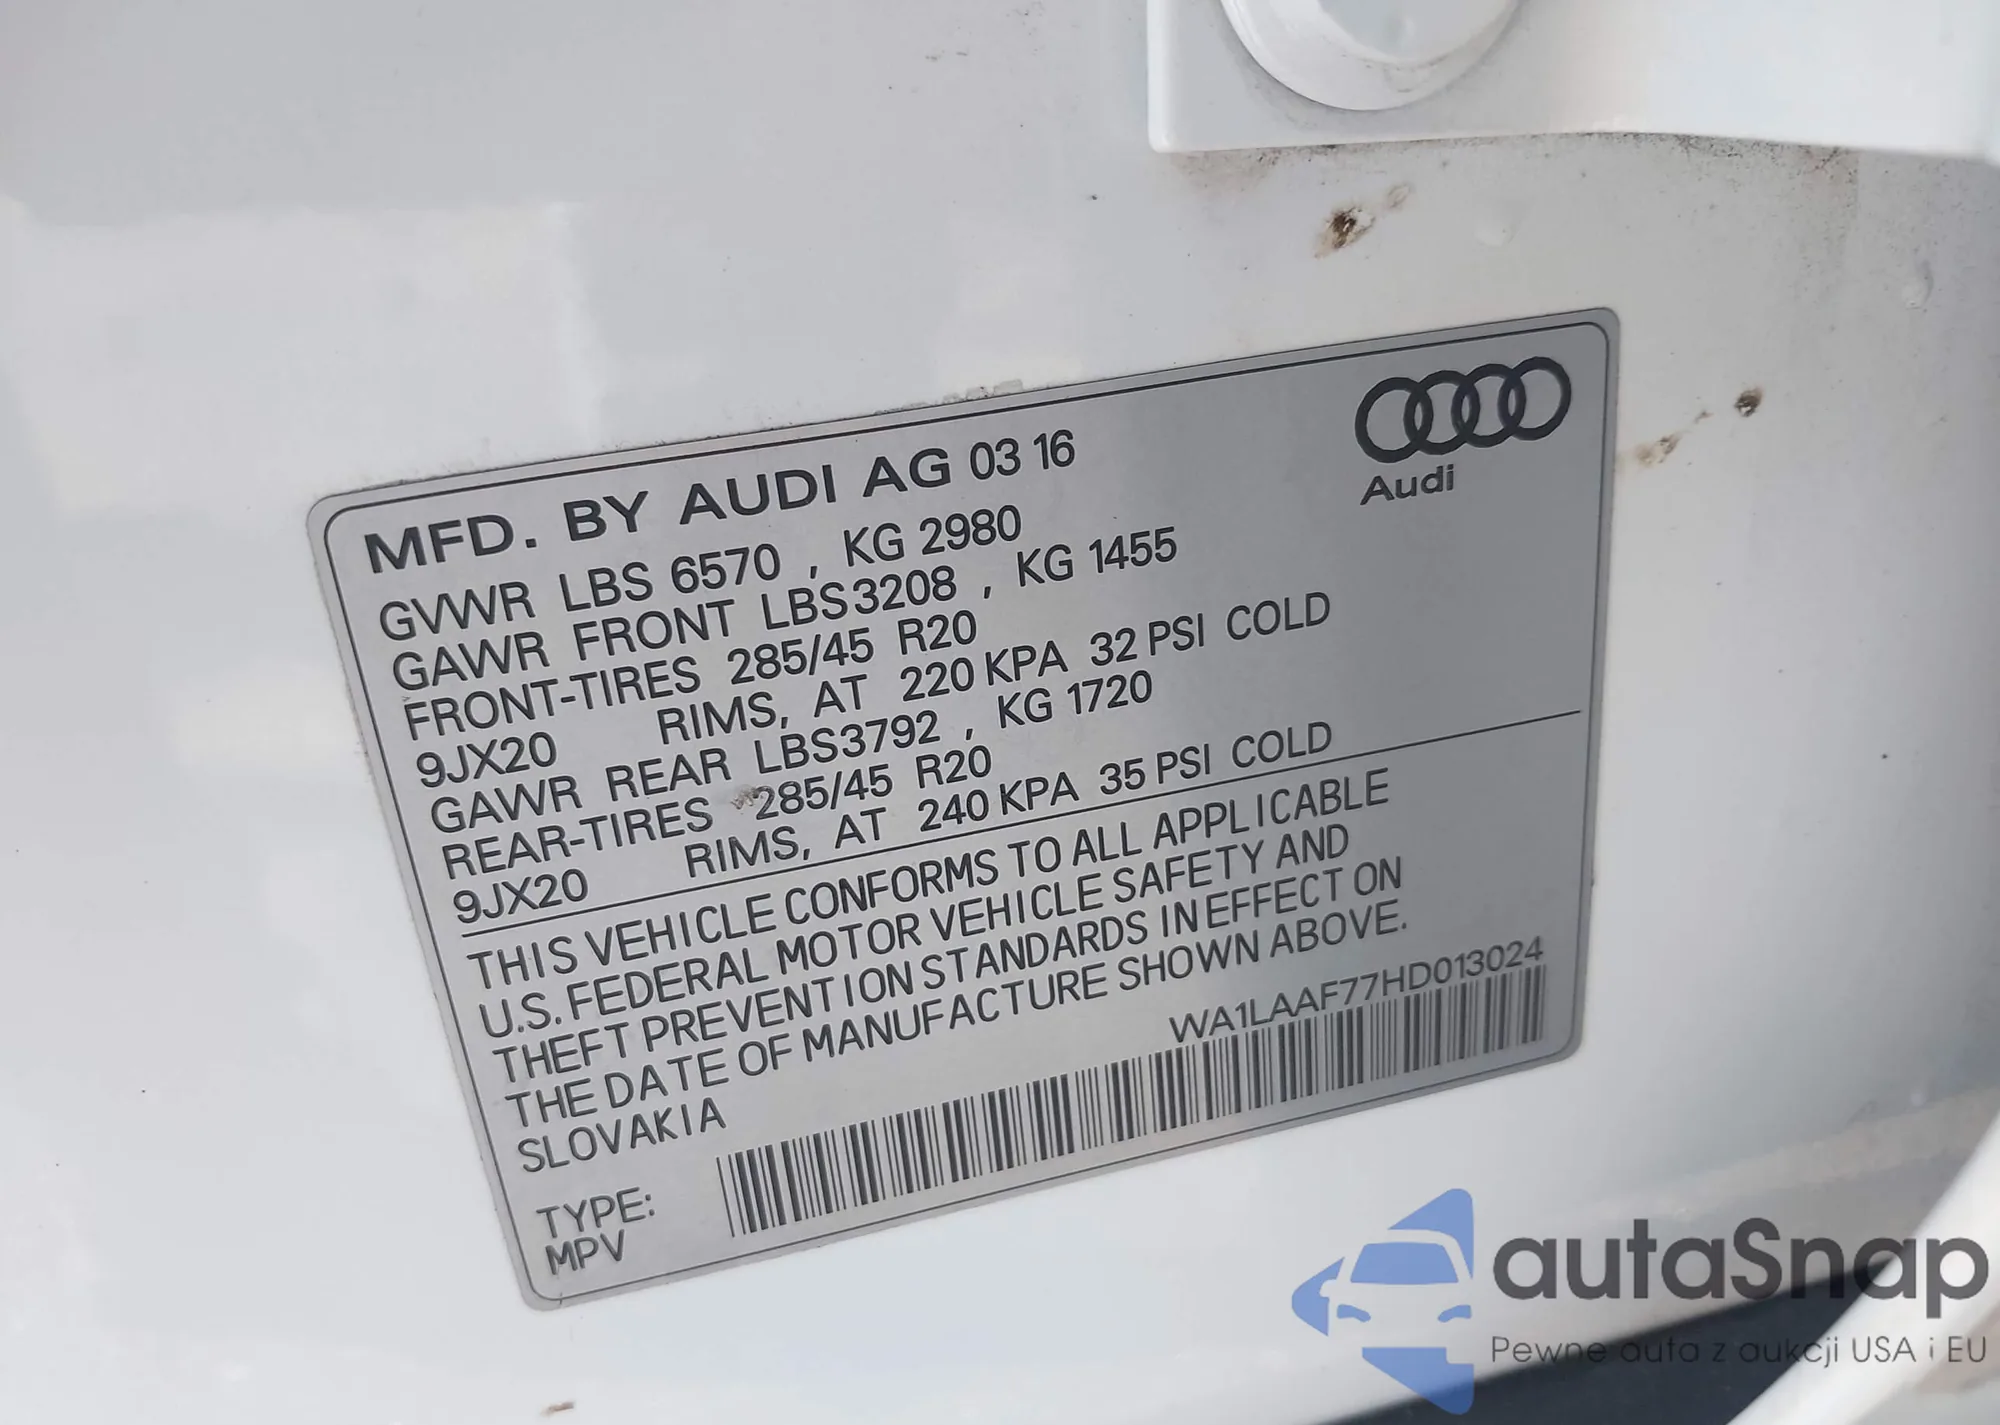 MFD. BY AUDI AG 03 16
Audi
GVWR LBS 6570 , KG 2980
GAWR FRONT LBS3208 , KG 1455
FRONT-TIRES 285/45 R20
9JX20 RIMS, AT 220 KPA 32 PSI COLD
GAWR REAR LBS3792 , KG 1720
REAR-TIRES 285/45 R20
9JX20 RIMS, AT 240 KPA 35 PSI COLD
THIS VEHICLE CONFORMS TO ALL APPLICABLE
U.S. FEDERAL MOTOR VEHICLE SAFETY AND
THEFT PREVENTION STANDARDS IN EFFECT ON
THE DATE OF MANUFACTURE SHOWN ABOVE.
SLOVAKIA
WA1LAAF77HD013024
TYPE:
MPV
autaSnap
Pewne auta z aukcji USA i EU